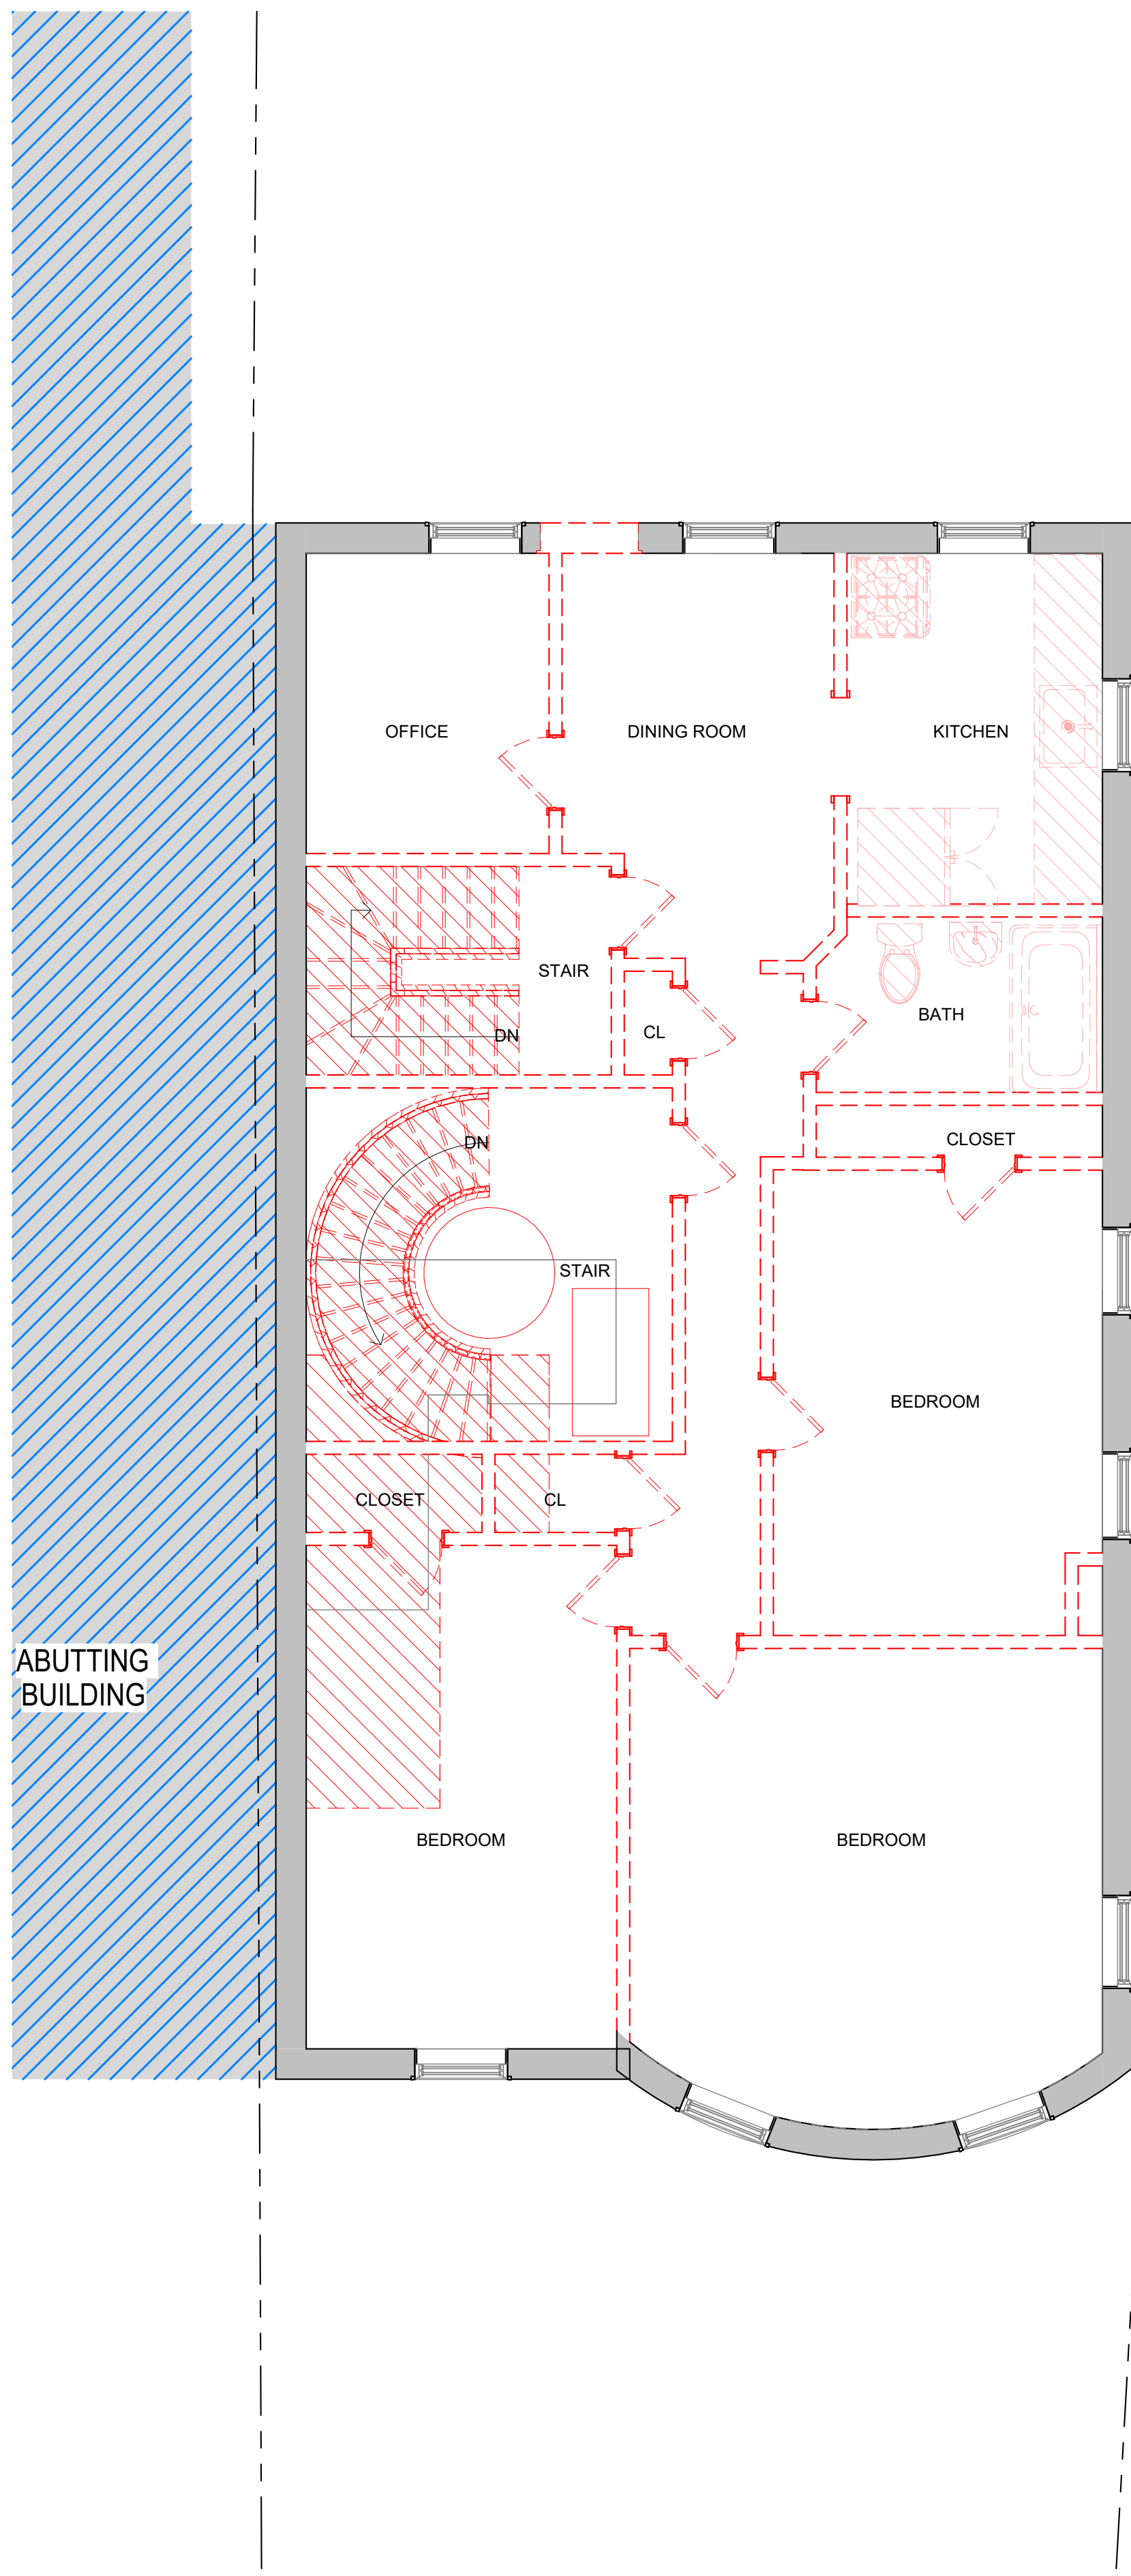 OFFICE
DINING ROOM
KITCHEN
STAIR
DN
CL
BATH
DN
CLOSET
STAIR
BEDROOM
CLOSET
CL
ABUTTING
BUILDING
BEDROOM
BEDROOM